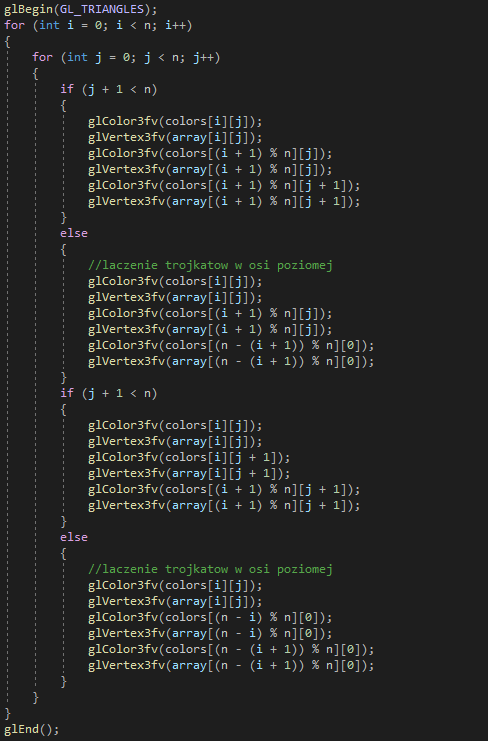 glBegin(GL_TRIANGLES);
for (int i = 0; i < n; i++)
{
    for (int j = 0; j < n; j++)
    {
        if (j + 1 < n)
        {
            glColor3fv(colors[i][j]);
            glVertex3fv(array[i][j]);
            glColor3fv(colors[(i + 1) % n][j]);
            glVertex3fv(array[(i + 1) % n][j]);
            glColor3fv(colors[(i + 1) % n][j + 1]);
            glVertex3fv(array[(i + 1) % n][j + 1]);
        }
        else
        {
            //laczenie trojkatow w osi poziomej
            glColor3fv(colors[i][j]);
            glVertex3fv(array[i][j]);
            glColor3fv(colors[(i + 1) % n][j]);
            glVertex3fv(array[(i + 1) % n][j]);
            glColor3fv(colors[(n - (i + 1)) % n][0]);
            glVertex3fv(array[(n - (i + 1)) % n][0]);
        }
        if (j + 1 < n)
        {
            glColor3fv(colors[i][j]);
            glVertex3fv(array[i][j]);
            glColor3fv(colors[i][j + 1]);
            glVertex3fv(array[i][j + 1]);
            glColor3fv(colors[(i + 1) % n][j + 1]);
            glVertex3fv(array[(i + 1) % n][j + 1]);
        }
        else
        {
            //laczenie trojkatow w osi poziomej
            glColor3fv(colors[i][j]);
            glVertex3fv(array[i][j]);
            glColor3fv(colors[(n - i) % n][0]);
            glVertex3fv(array[(n - i) % n][0]);
            glColor3fv(colors[(n - (i + 1)) % n][0]);
            glVertex3fv(array[(n - (i + 1)) % n][0]);
        }
    }
}
glEnd();